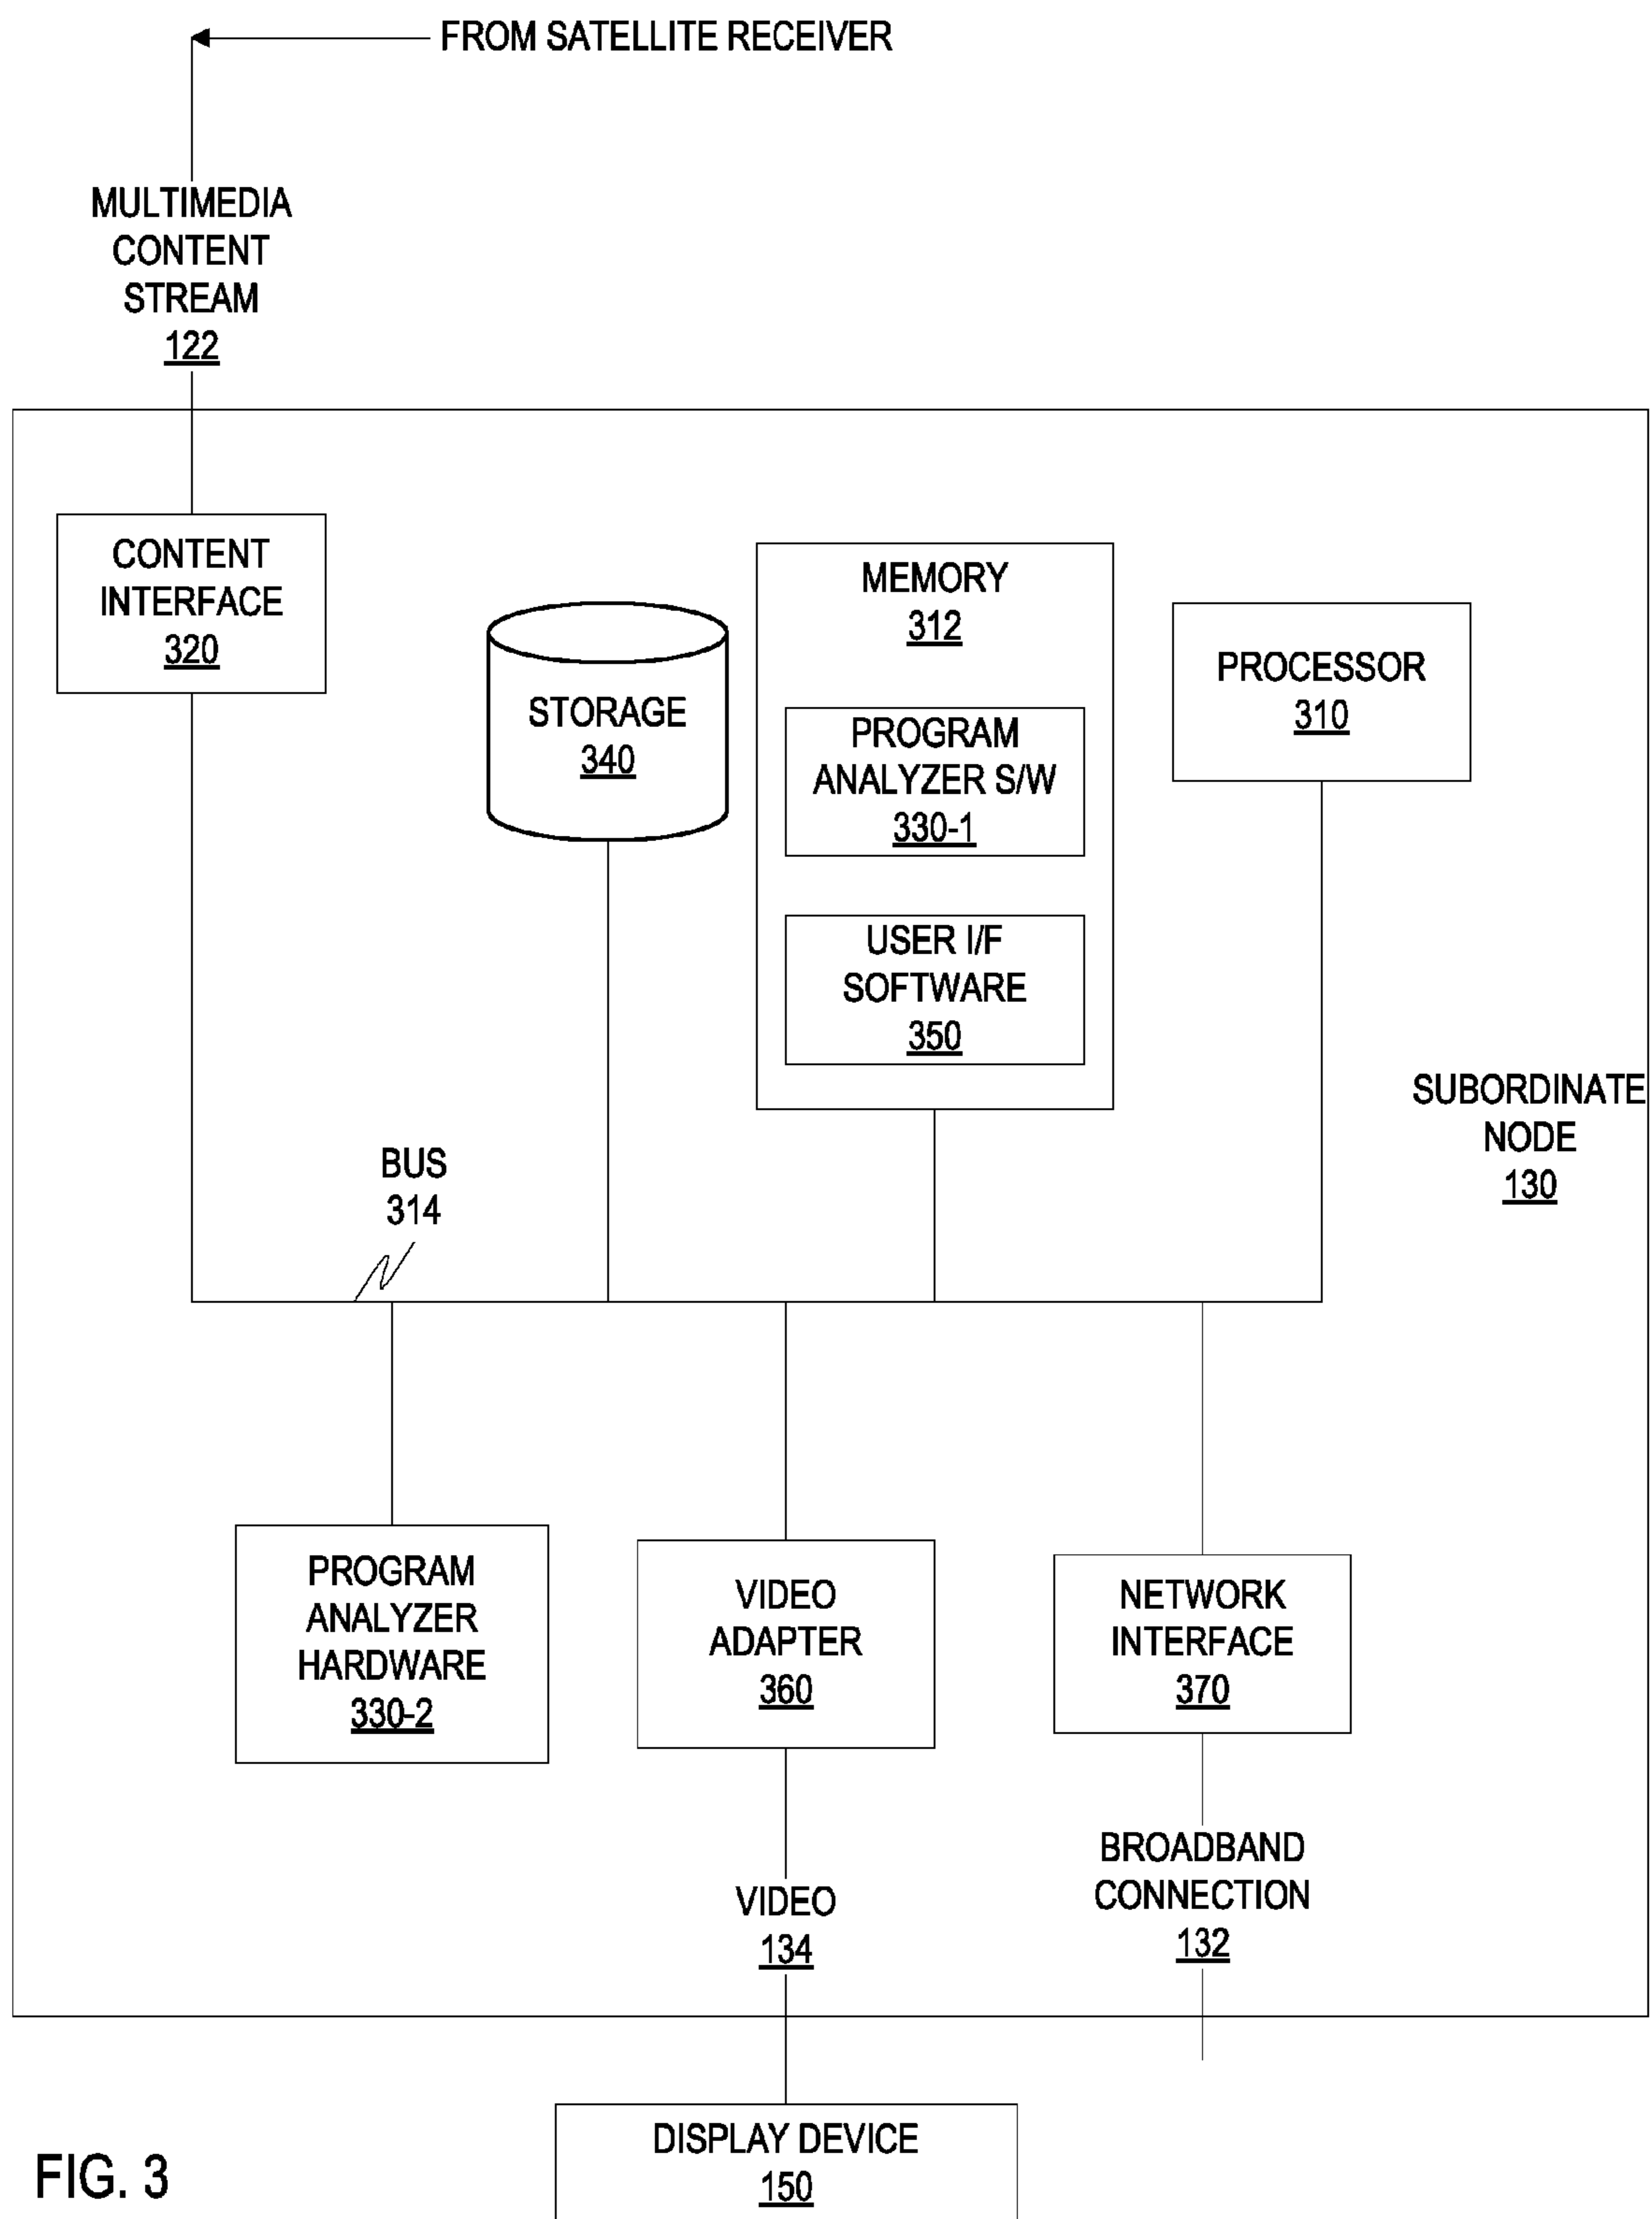 FROM SATELLITE RECEIVER
MULTIMEDIA
CONTENT
STREAM
122
CONTENT
INTERFACE
320
STORAGE
340
MEMORY
312
PROGRAM
ANALYZER S/W
330-1
USER I/F
SOFTWARE
350
PROCESSOR
310
SUBORDINATE
NODE
130
BUS
314
PROGRAM
ANALYZER
HARDWARE
330-2
VIDEO
ADAPTER
360
NETWORK
INTERFACE
370
VIDEO
134
BROADBAND
CONNECTION
132
DISPLAY DEVICE
150
FIG. 3